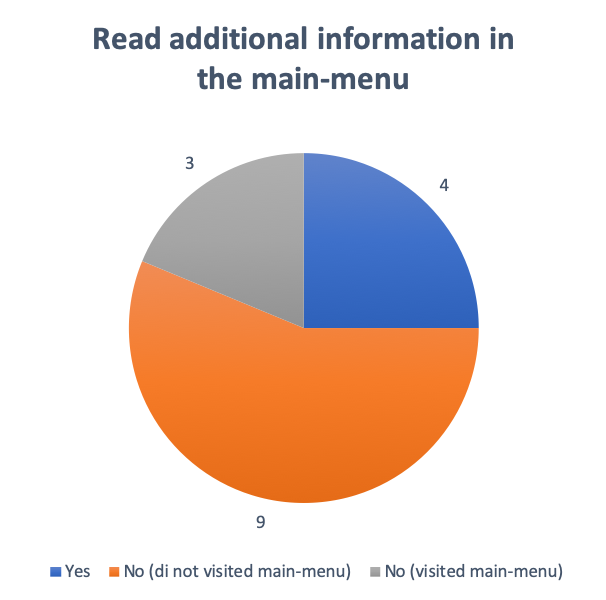 Read additional information in
the main-menu
3
4
9
Yes No (di not visited main-menu) No (visited main-menu)